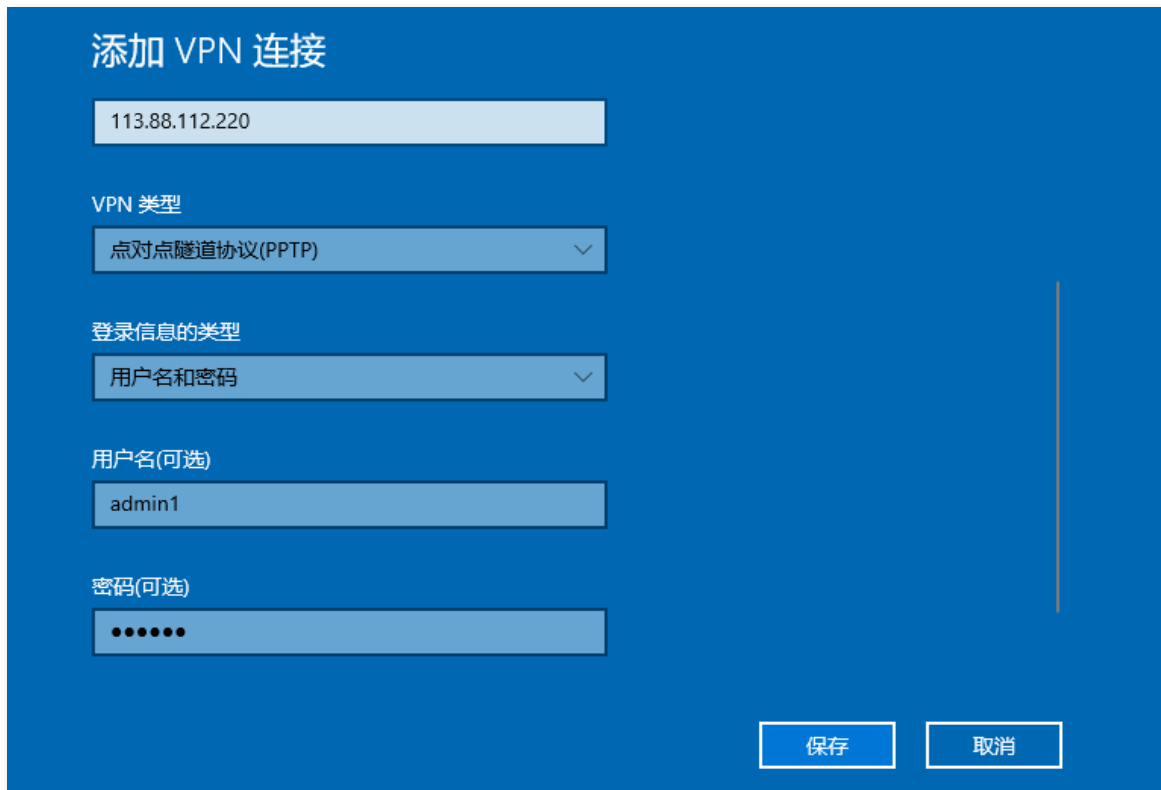 添加 VPN 连接
113.88.112.220
VPN 类型
点对点隧道协议(PPTP)
登录信息的类型
用户名和密码
用户名(可选)
admin1
密码(可选)
●●●●●●
保存
取消